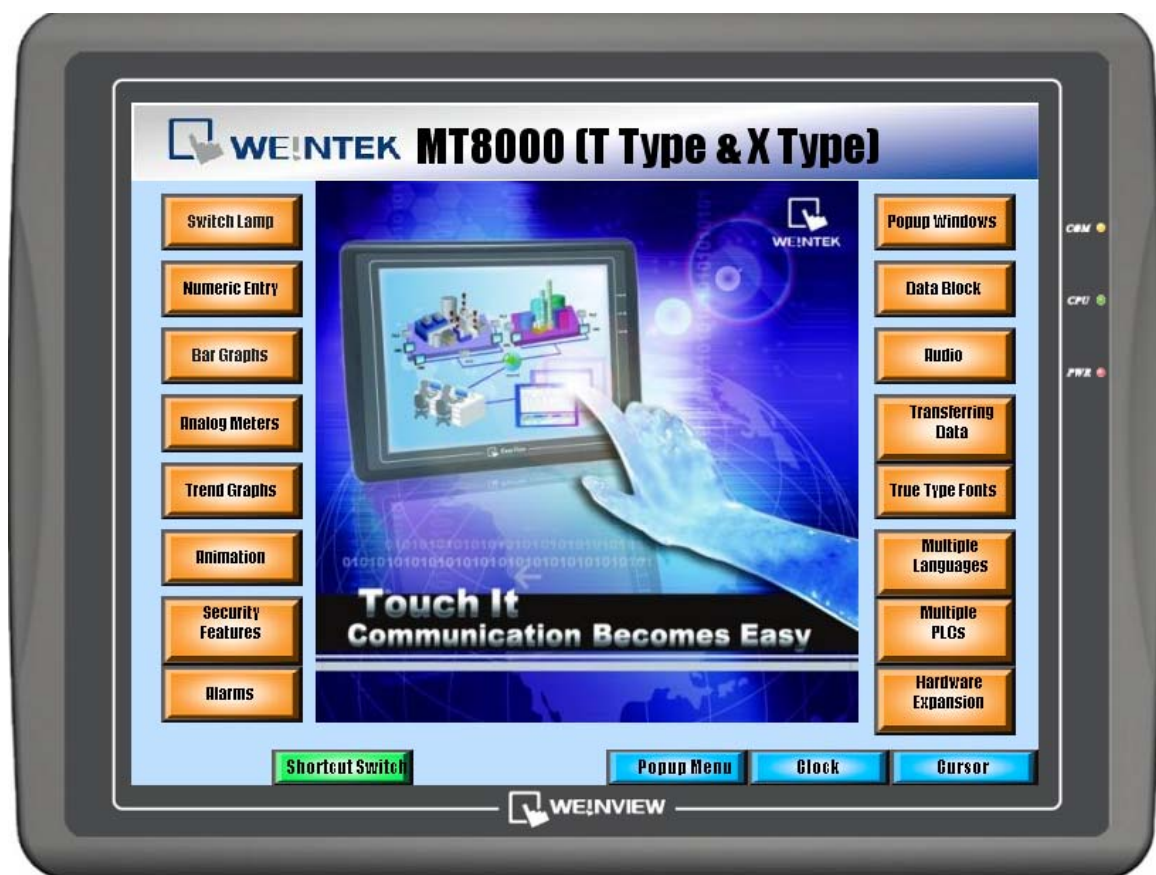 WEINTEK MT8000 (T Type & X Type)
Switch Lamp
Numeric Entry
Bar Graphs
Analog Meters
Trend Graphs
Animation
Security
Features
Alarms
WEINTEK
0101010101010101010101010101010101
Touch It
Communication Becomes Easy
Popup Windows
Data Block
Audio
Transferring
Data
True Type Fonts
Multiple
Languages
Multiple
PLCs
Hardware
Expansion
Shortcut Switch
Popup Menu
Clock
Cursor
COM
CPU
PWR
WEINVIEW